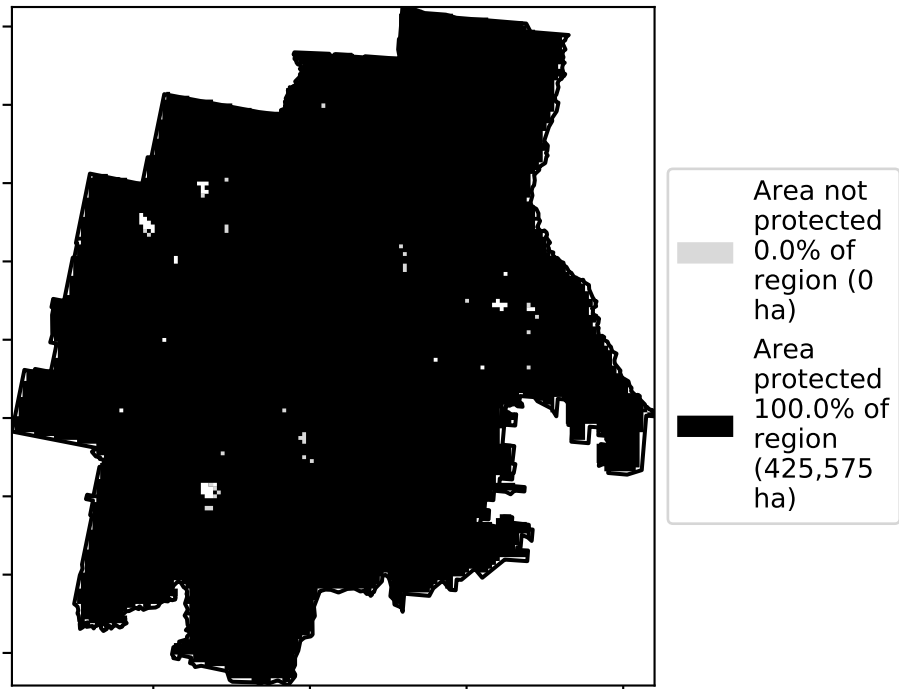 Area not
protected
0.0% of
region (0
ha)
Area
protected
100.0% of
region
(425,575
ha)